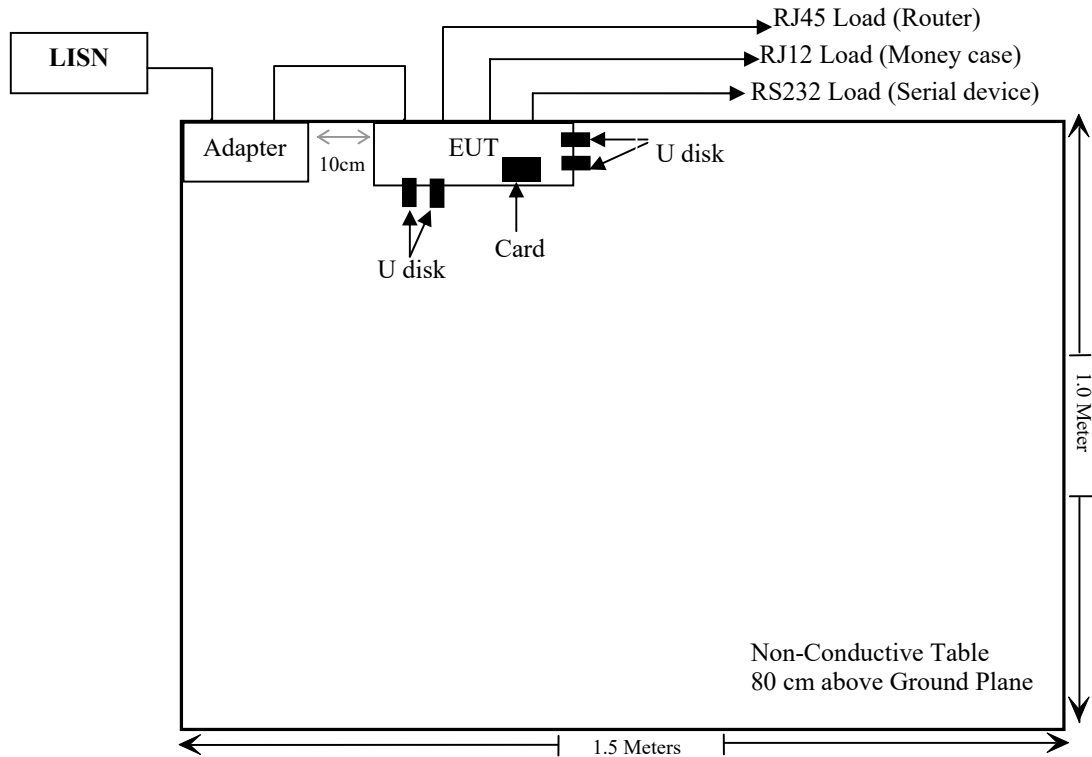 RJ45 Load (Router)
LISN
RJ12 Load (Money case)
RS232 Load (Serial device)
Adapter
10cm
EUT
U disk
Card
U disk
1.0 Meter
Non-Conductive Table
80 cm above Ground Plane
1.5 Meters